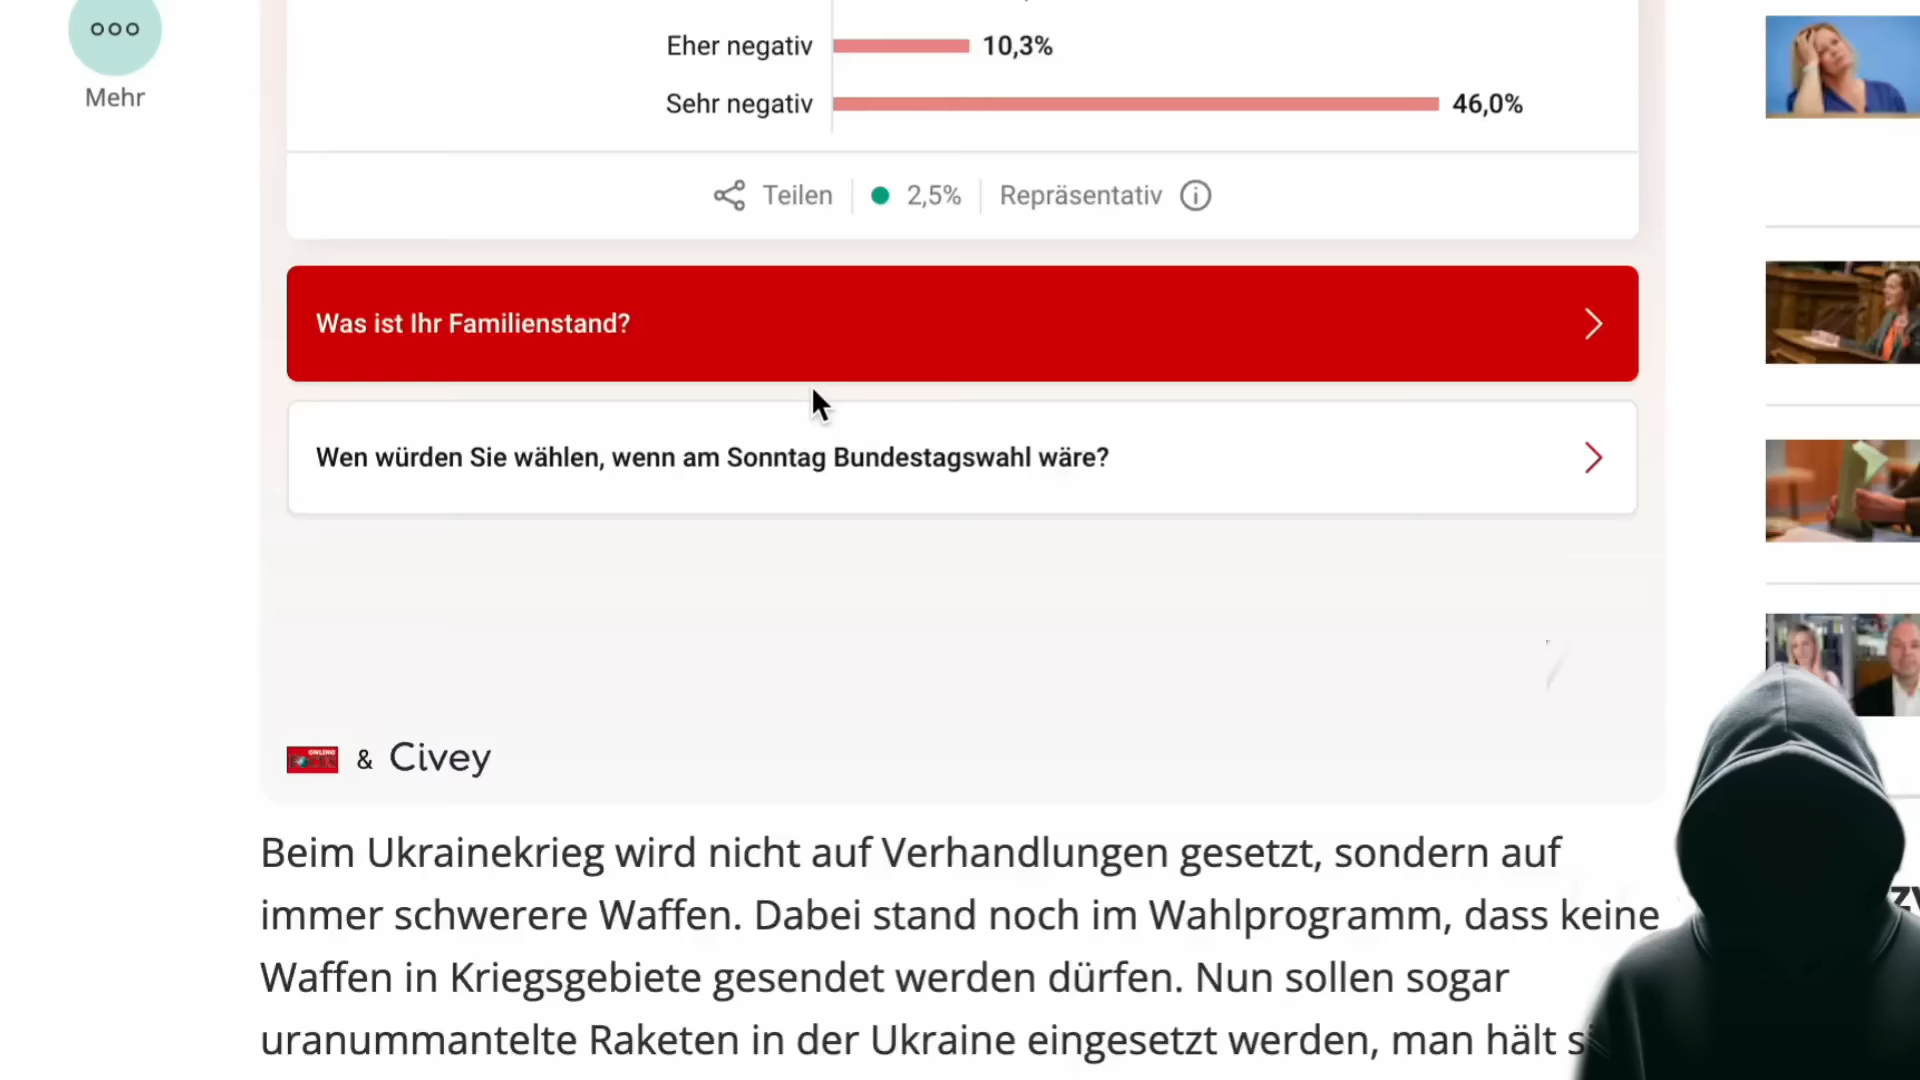 Mehr
Eher negativ 10,3%
Sehr negativ 46,0%
Teilen 2,5% Repräsentativ
Was ist Ihr Familienstand?
Wen würden Sie wählen, wenn am Sonntag Bundestagswahl wäre?
ONLINE
& Civey
Beim Ukrainekrieg wird nicht auf Verhandlungen gesetzt, sondern auf
immer schwerere Waffen. Dabei stand noch im Wahlprogramm, dass keine
Waffen in Kriegsgebiete gesendet werden dürfen. Nun sollen sogar
uranummantelte Raketen in der Ukraine eingesetzt werden, man hält